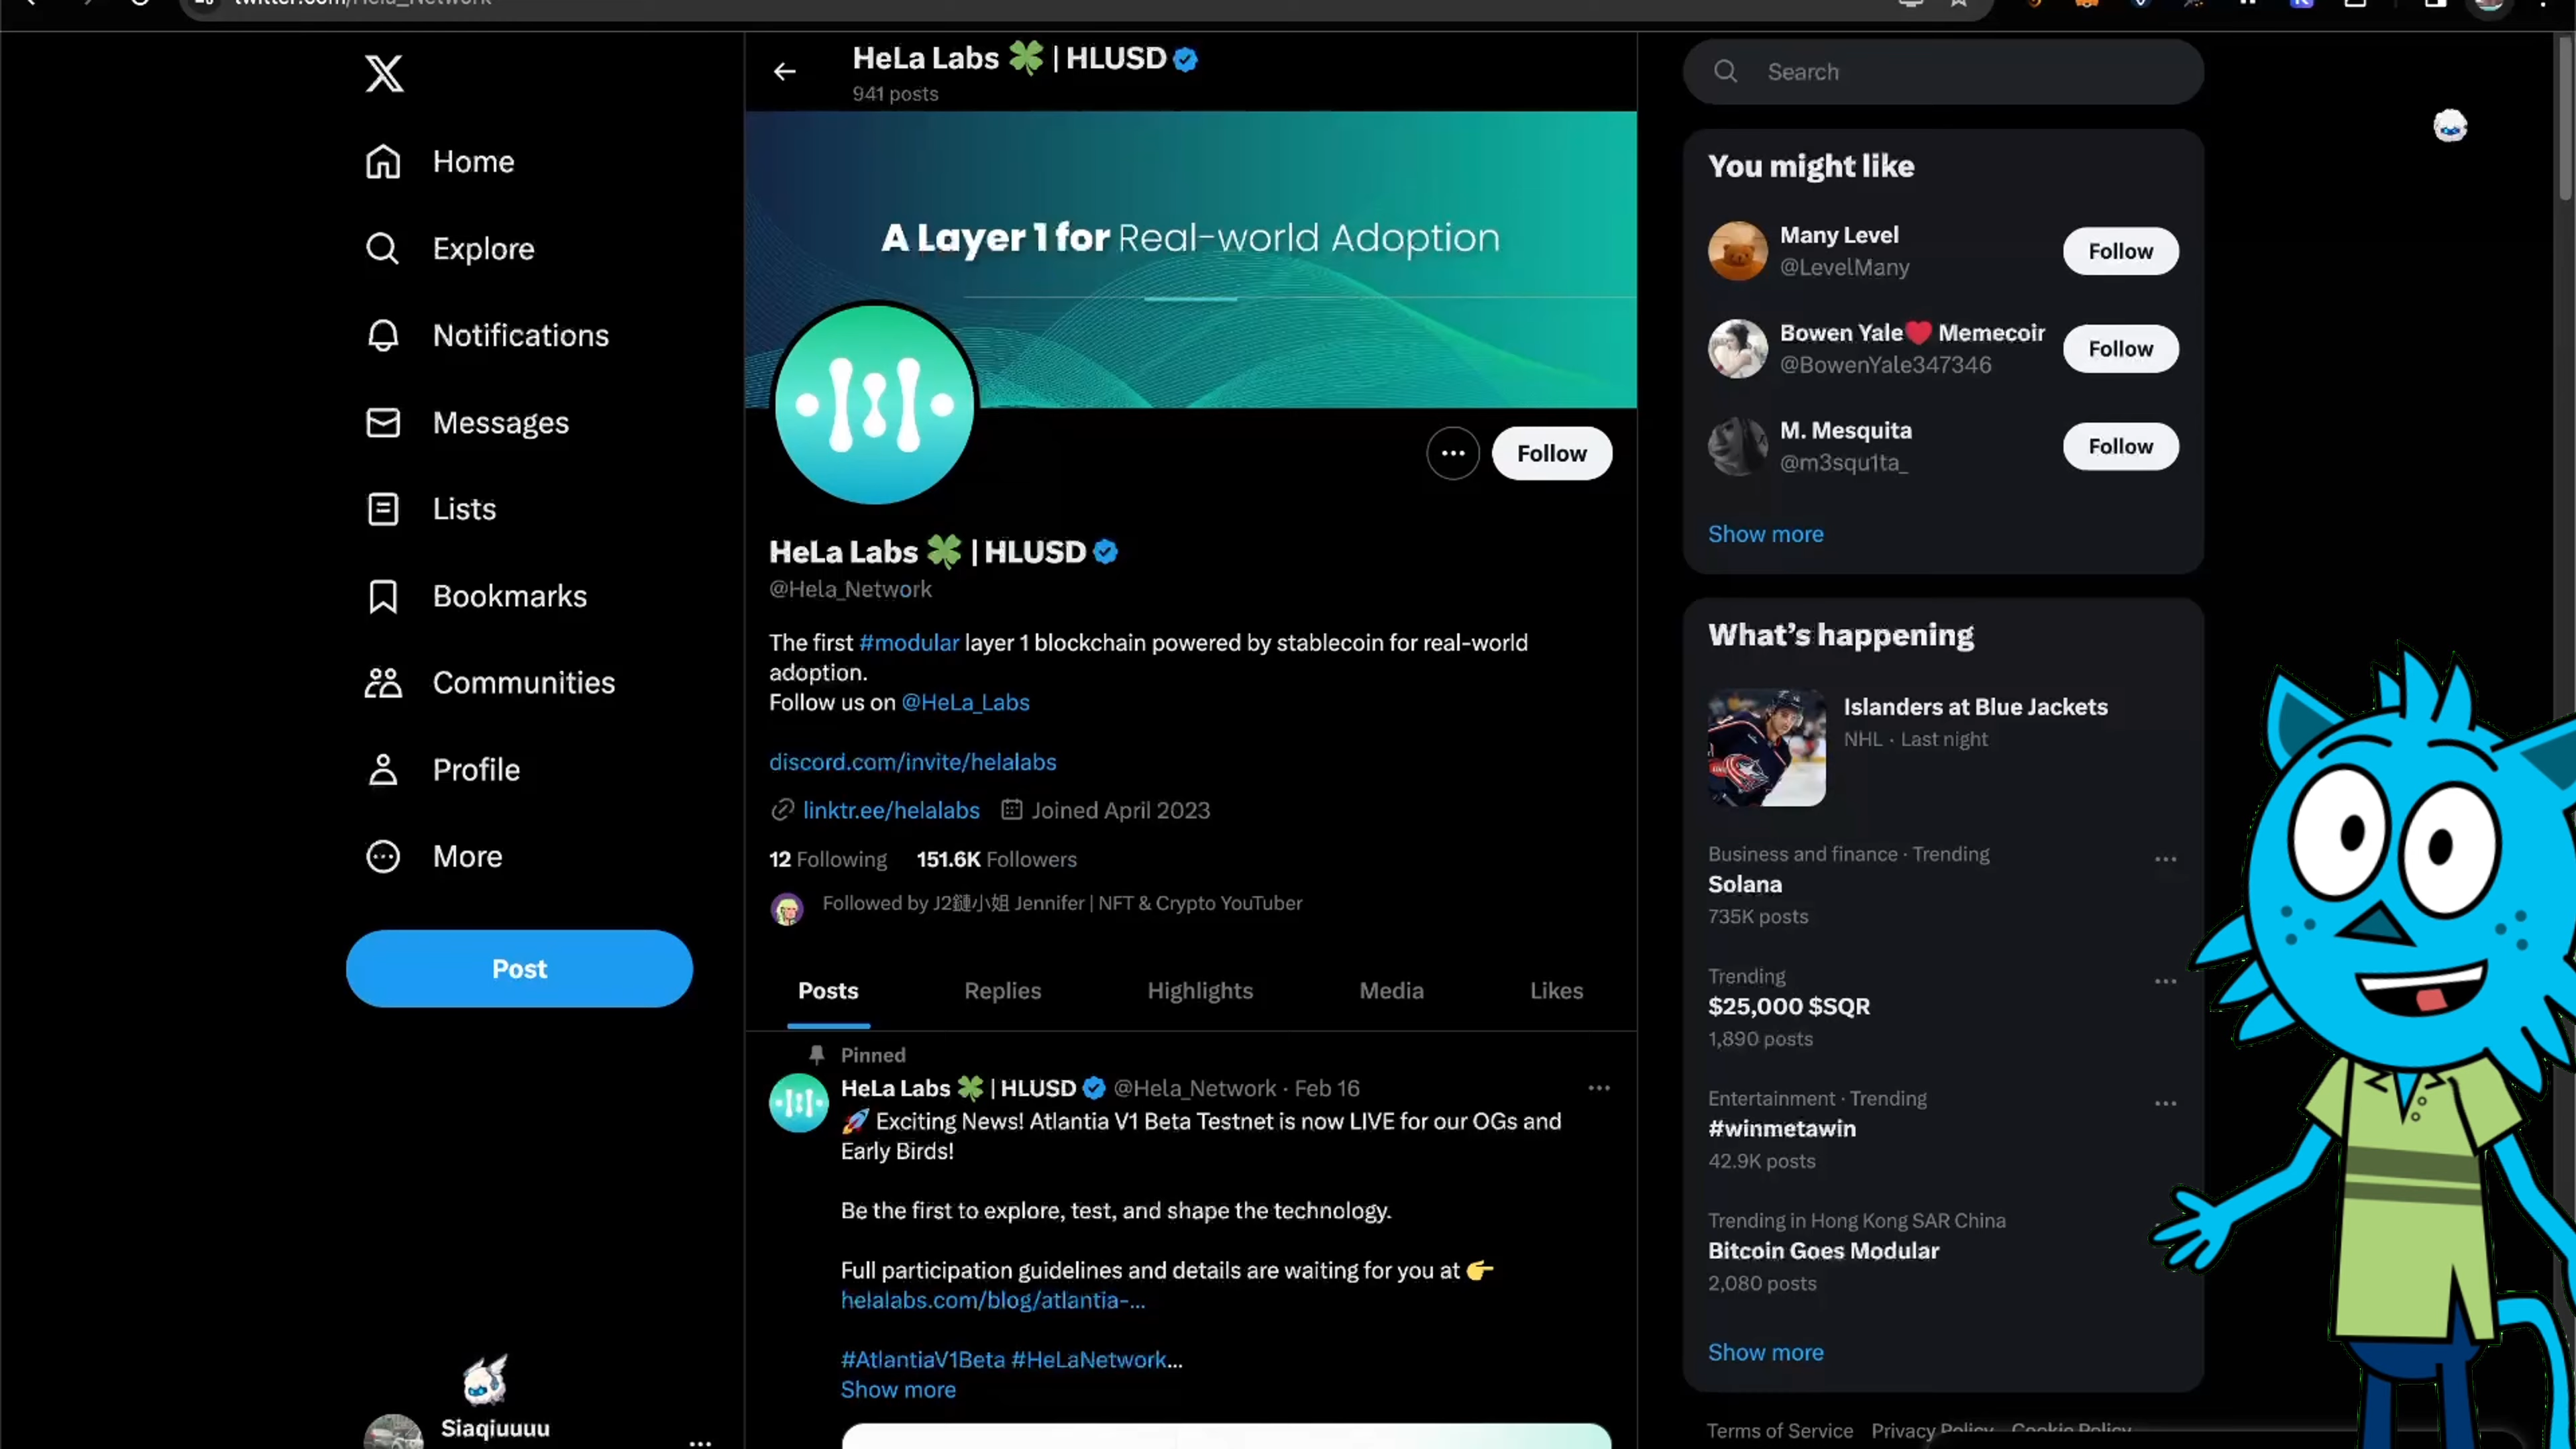 twitter.com/Hela_Network
Home
Explore
Notifications
Messages
Lists
Bookmarks
Communities
Profile
More
Post
Siaqiuuuu
HeLa Labs 🍀 | HLUSD
941 posts
A Layer 1 for Real-world Adoption
Follow
HeLa Labs 🍀 | HLUSD
@Hela_Network
The first #modular layer 1 blockchain powered by stablecoin for real-world
adoption.
Follow us on @HeLa_Labs
discord.com/invite/helalabs
linktr.ee/helalabs Joined April 2023
12 Following 151.6K Followers
Followed by J2鏈小姐 Jennifer | NFT & Crypto YouTuber
Posts Replies Highlights Media Likes
Pinned
HeLa Labs 🍀 | HLUSD @Hela_Network · Feb 16
🚀 Exciting News! Atlantia V1 Beta Testnet is now LIVE for our OGs and
Early Birds!
Be the first to explore, test, and shape the technology.
Full participation guidelines and details are waiting for you at 👉
helalabs.com/blog/atlantia-...
#AtlantiaV1Beta #HeLaNetwork...
Show more
Search
You might like
Many Level
@LevelMany
Follow
Bowen Yale❤️ Memecoir
@BowenYale347346
Follow
M. Mesquita
@m3squ1ta_
Follow
Show more
What's happening
Islanders at Blue Jackets
NHL · Last night
Business and finance · Trending
Solana
735K posts
Trending
$25,000 $SQR
1,890 posts
Entertainment · Trending
#winmetawin
42.9K posts
Trending in Hong Kong SAR China
Bitcoin Goes Modular
2,080 posts
Show more
Terms of Service Privacy Policy Cookie Policy